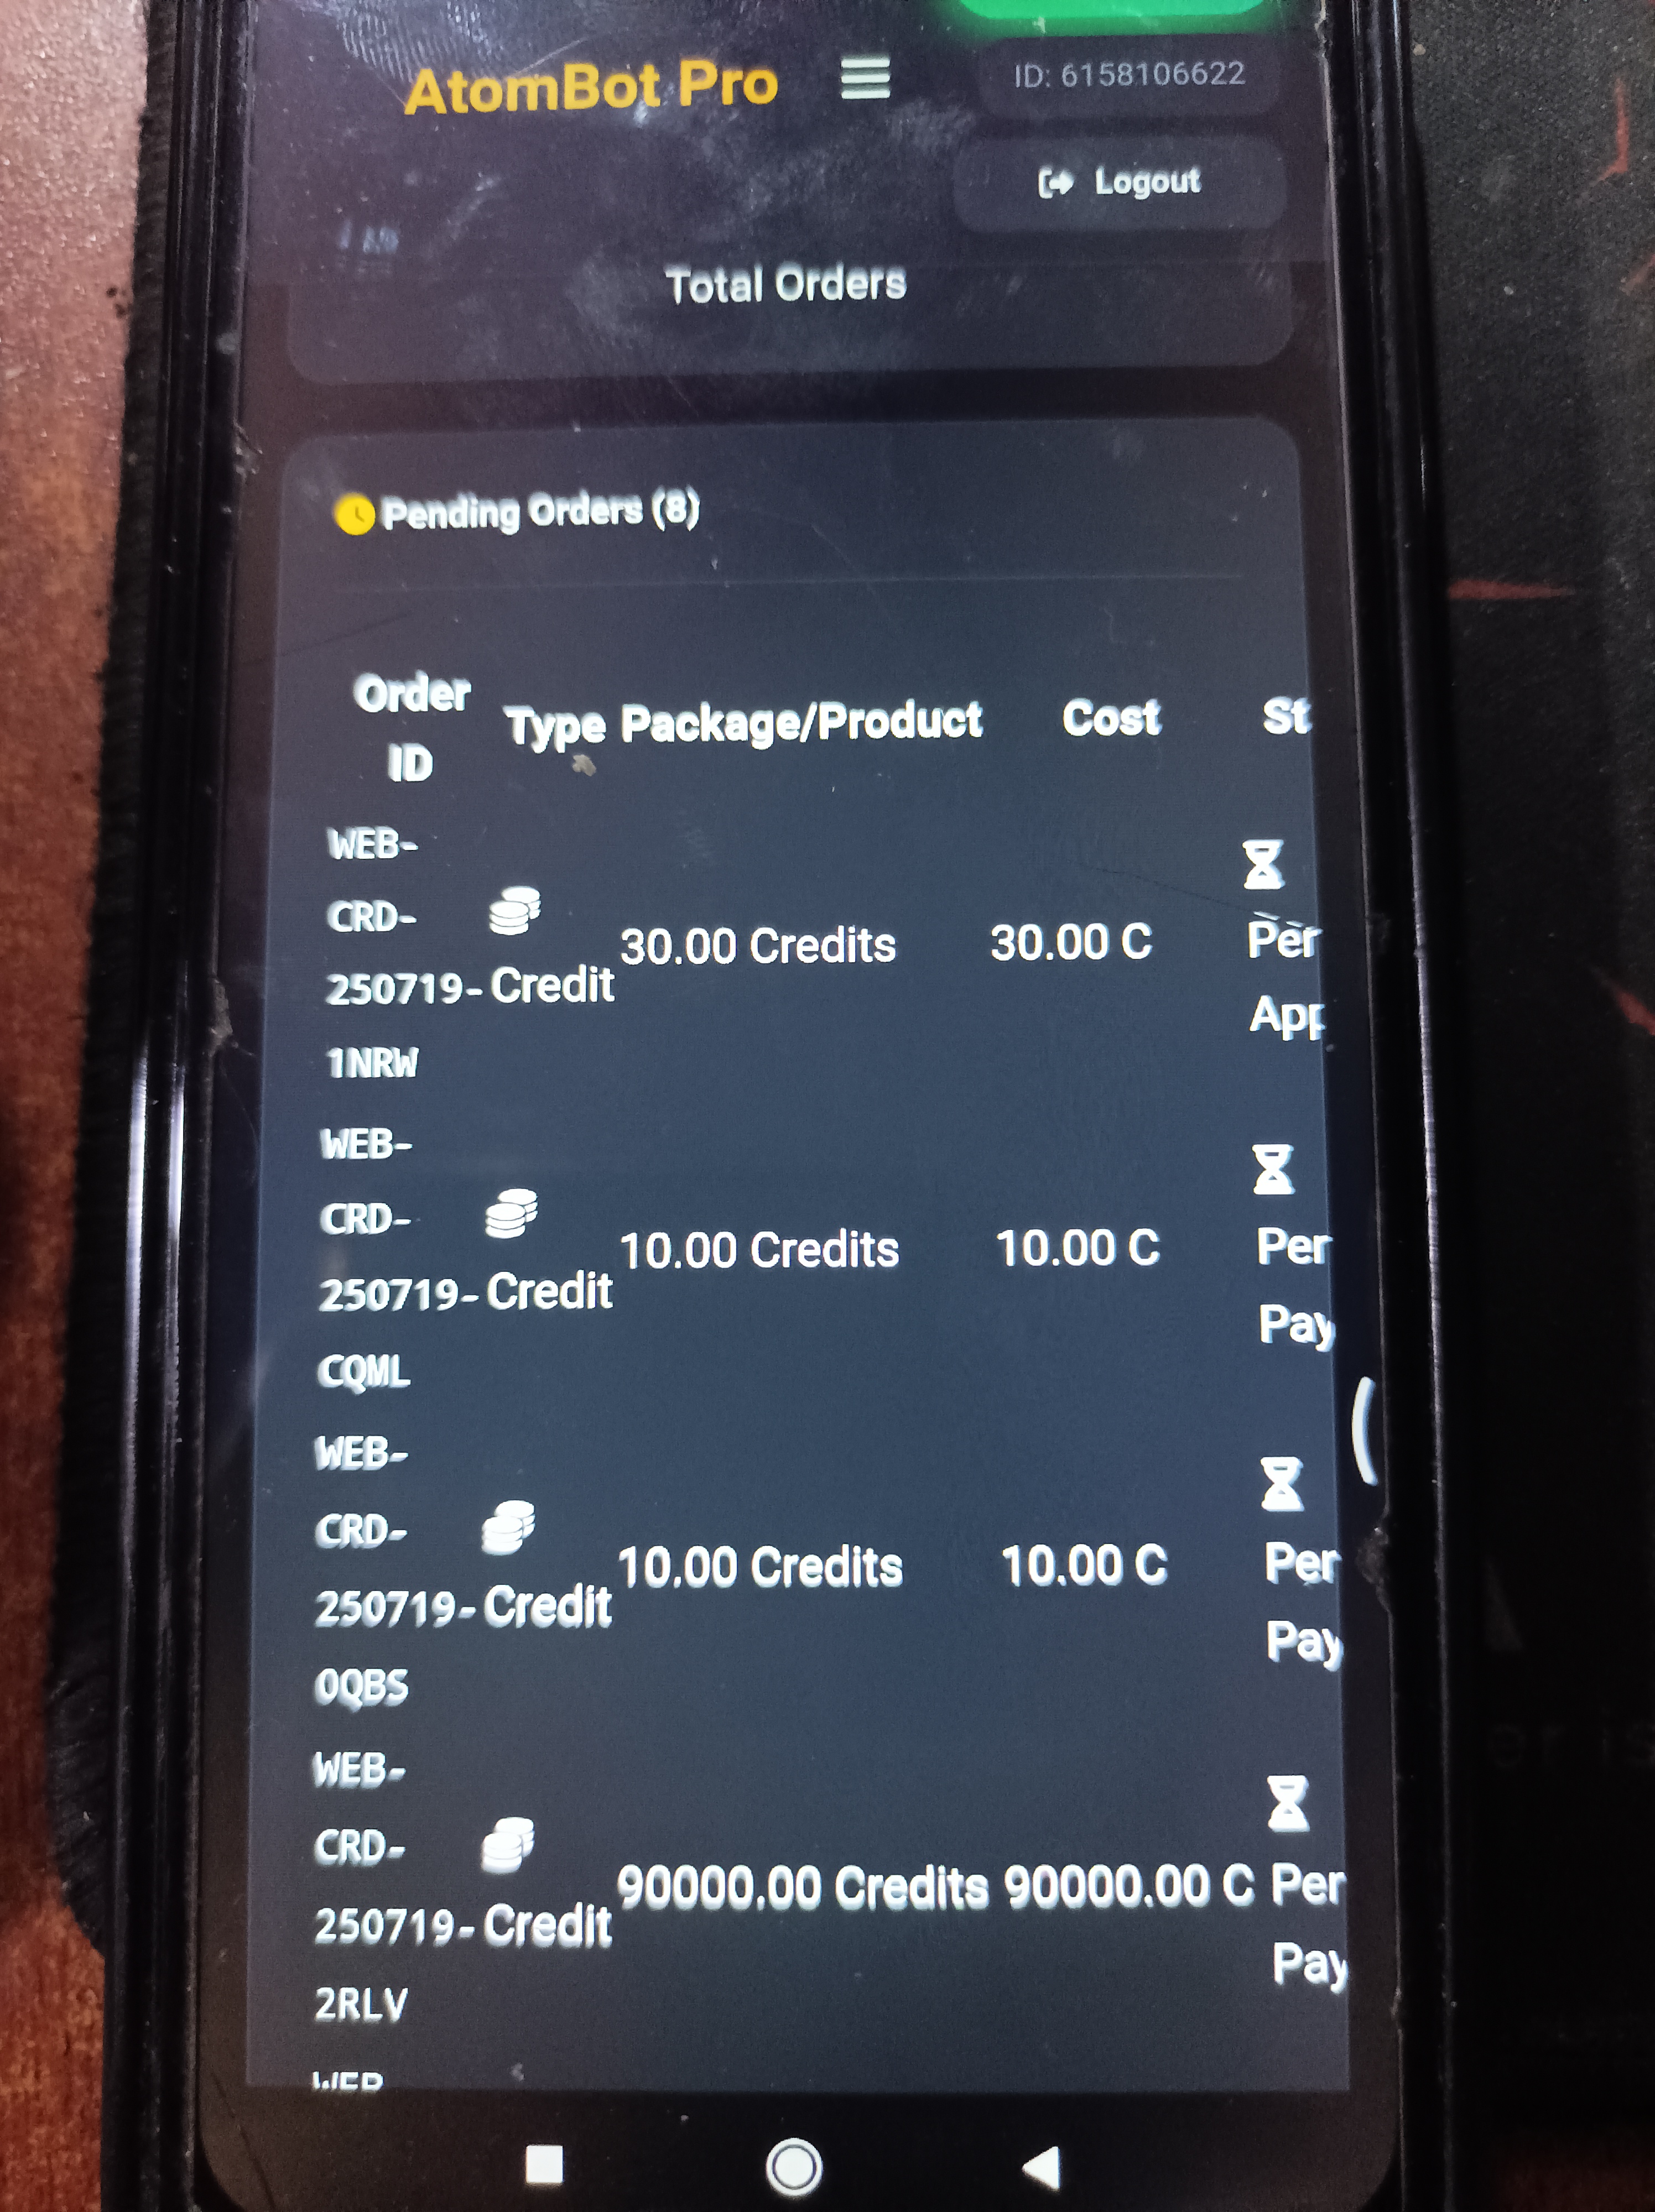 AtomBot Pro
ID: 6158106622
Logout
Total Orders
Pending Orders (8)
Order ID Type Package/Product Cost St
WEB-
CRD-
250719- Credit 30.00 Credits 30.00 C Per
1NRW App
WEB-
CRD-
250719- Credit 10.00 Credits 10.00 C Per
CQML Pay
WEB-
CRD-
250719- Credit 10.00 Credits 10.00 C Per
0QBS Pay
WEB-
CRD-
250719- Credit 90000.00 Credits 90000.00 C Per
2RLV Pay
WEB